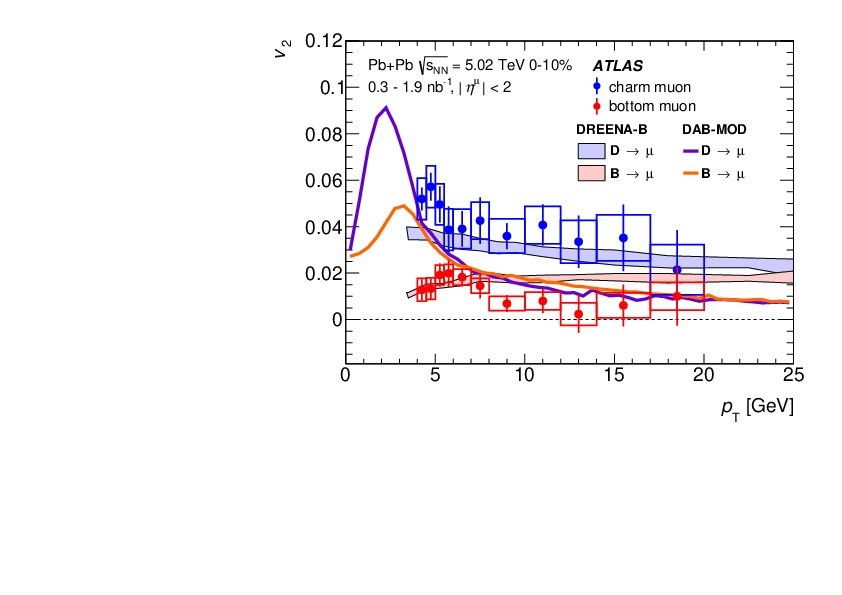 v₂
0.12
0.1
0.08
0.06
0.04
0.02
0
Pb+Pb √sNN = 5.02 TeV 0-10%
0.3 - 1.9 nb⁻¹, | η^μ | < 2
ATLAS
charm muon
bottom muon
DREENA-B
D → μ
B → μ
DAB-MOD
D → μ
B → μ
0 5 10 15 20 25
p_T [GeV]